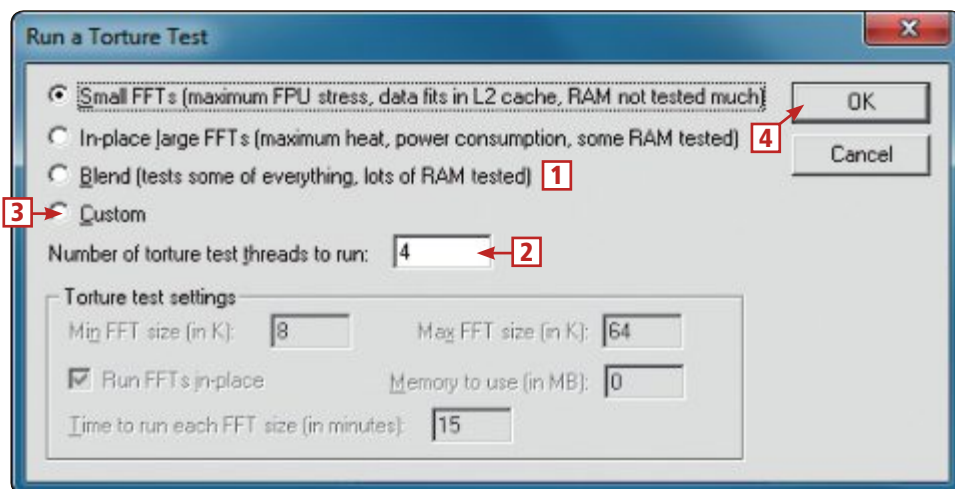 Run a Torture Test
Small FFTs (maximum FPU stress, data fits in L2 cache, RAM not tested much)
OK
In-place large FFTs (maximum heat, power consumption, some RAM tested)
4
Cancel
Blend (tests some of everything, lots of RAM tested)
1
3
Custom
Number of torture test threads to run:
4
2
Torture test settings
Min FFT size (in K):
8
Max FFT size (in K):
64
Run FFTs in-place
Memory to use (in MB):
0
Time to run each FFT size (in minutes):
15